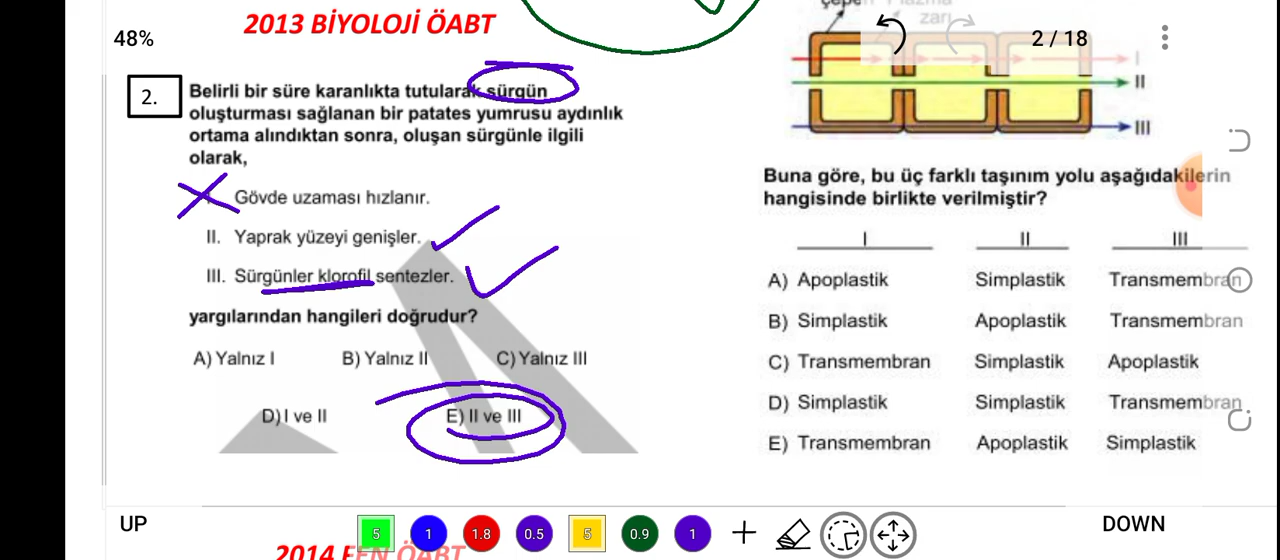 2013 BİYOLOJİ ÖABT
48%
2.
Belirli bir süre karanlıkta tutularak sürgün
oluşturması sağlanan bir patates yumrusu aydınlık
ortama alındıktan sonra, oluşan sürgünle ilgili
olarak,
Gövde uzaması hızlanır.
II. Yaprak yüzeyi genişler.
III. Sürgünler klorofil sentezler.
yargılarından hangileri doğrudur?
A) Yalnız I
B) Yalnız II
C) Yalnız III
D) I ve II
E) II ve III
zarı
2 / 18
I
II
III
Buna göre, bu üç farklı taşınım yolu aşağıdakilerin
hangisinde birlikte verilmiştir?
I II III
A) Apoplastik Simplastik Transmembran
B) Simplastik Apoplastik Transmembran
C) Transmembran Simplastik Apoplastik
D) Simplastik Simplastik Transmembran
E) Transmembran Apoplastik Simplastik
UP
5 1 1.8 0.5 5 0.9 1
DOWN
2014 FEN ÖABT